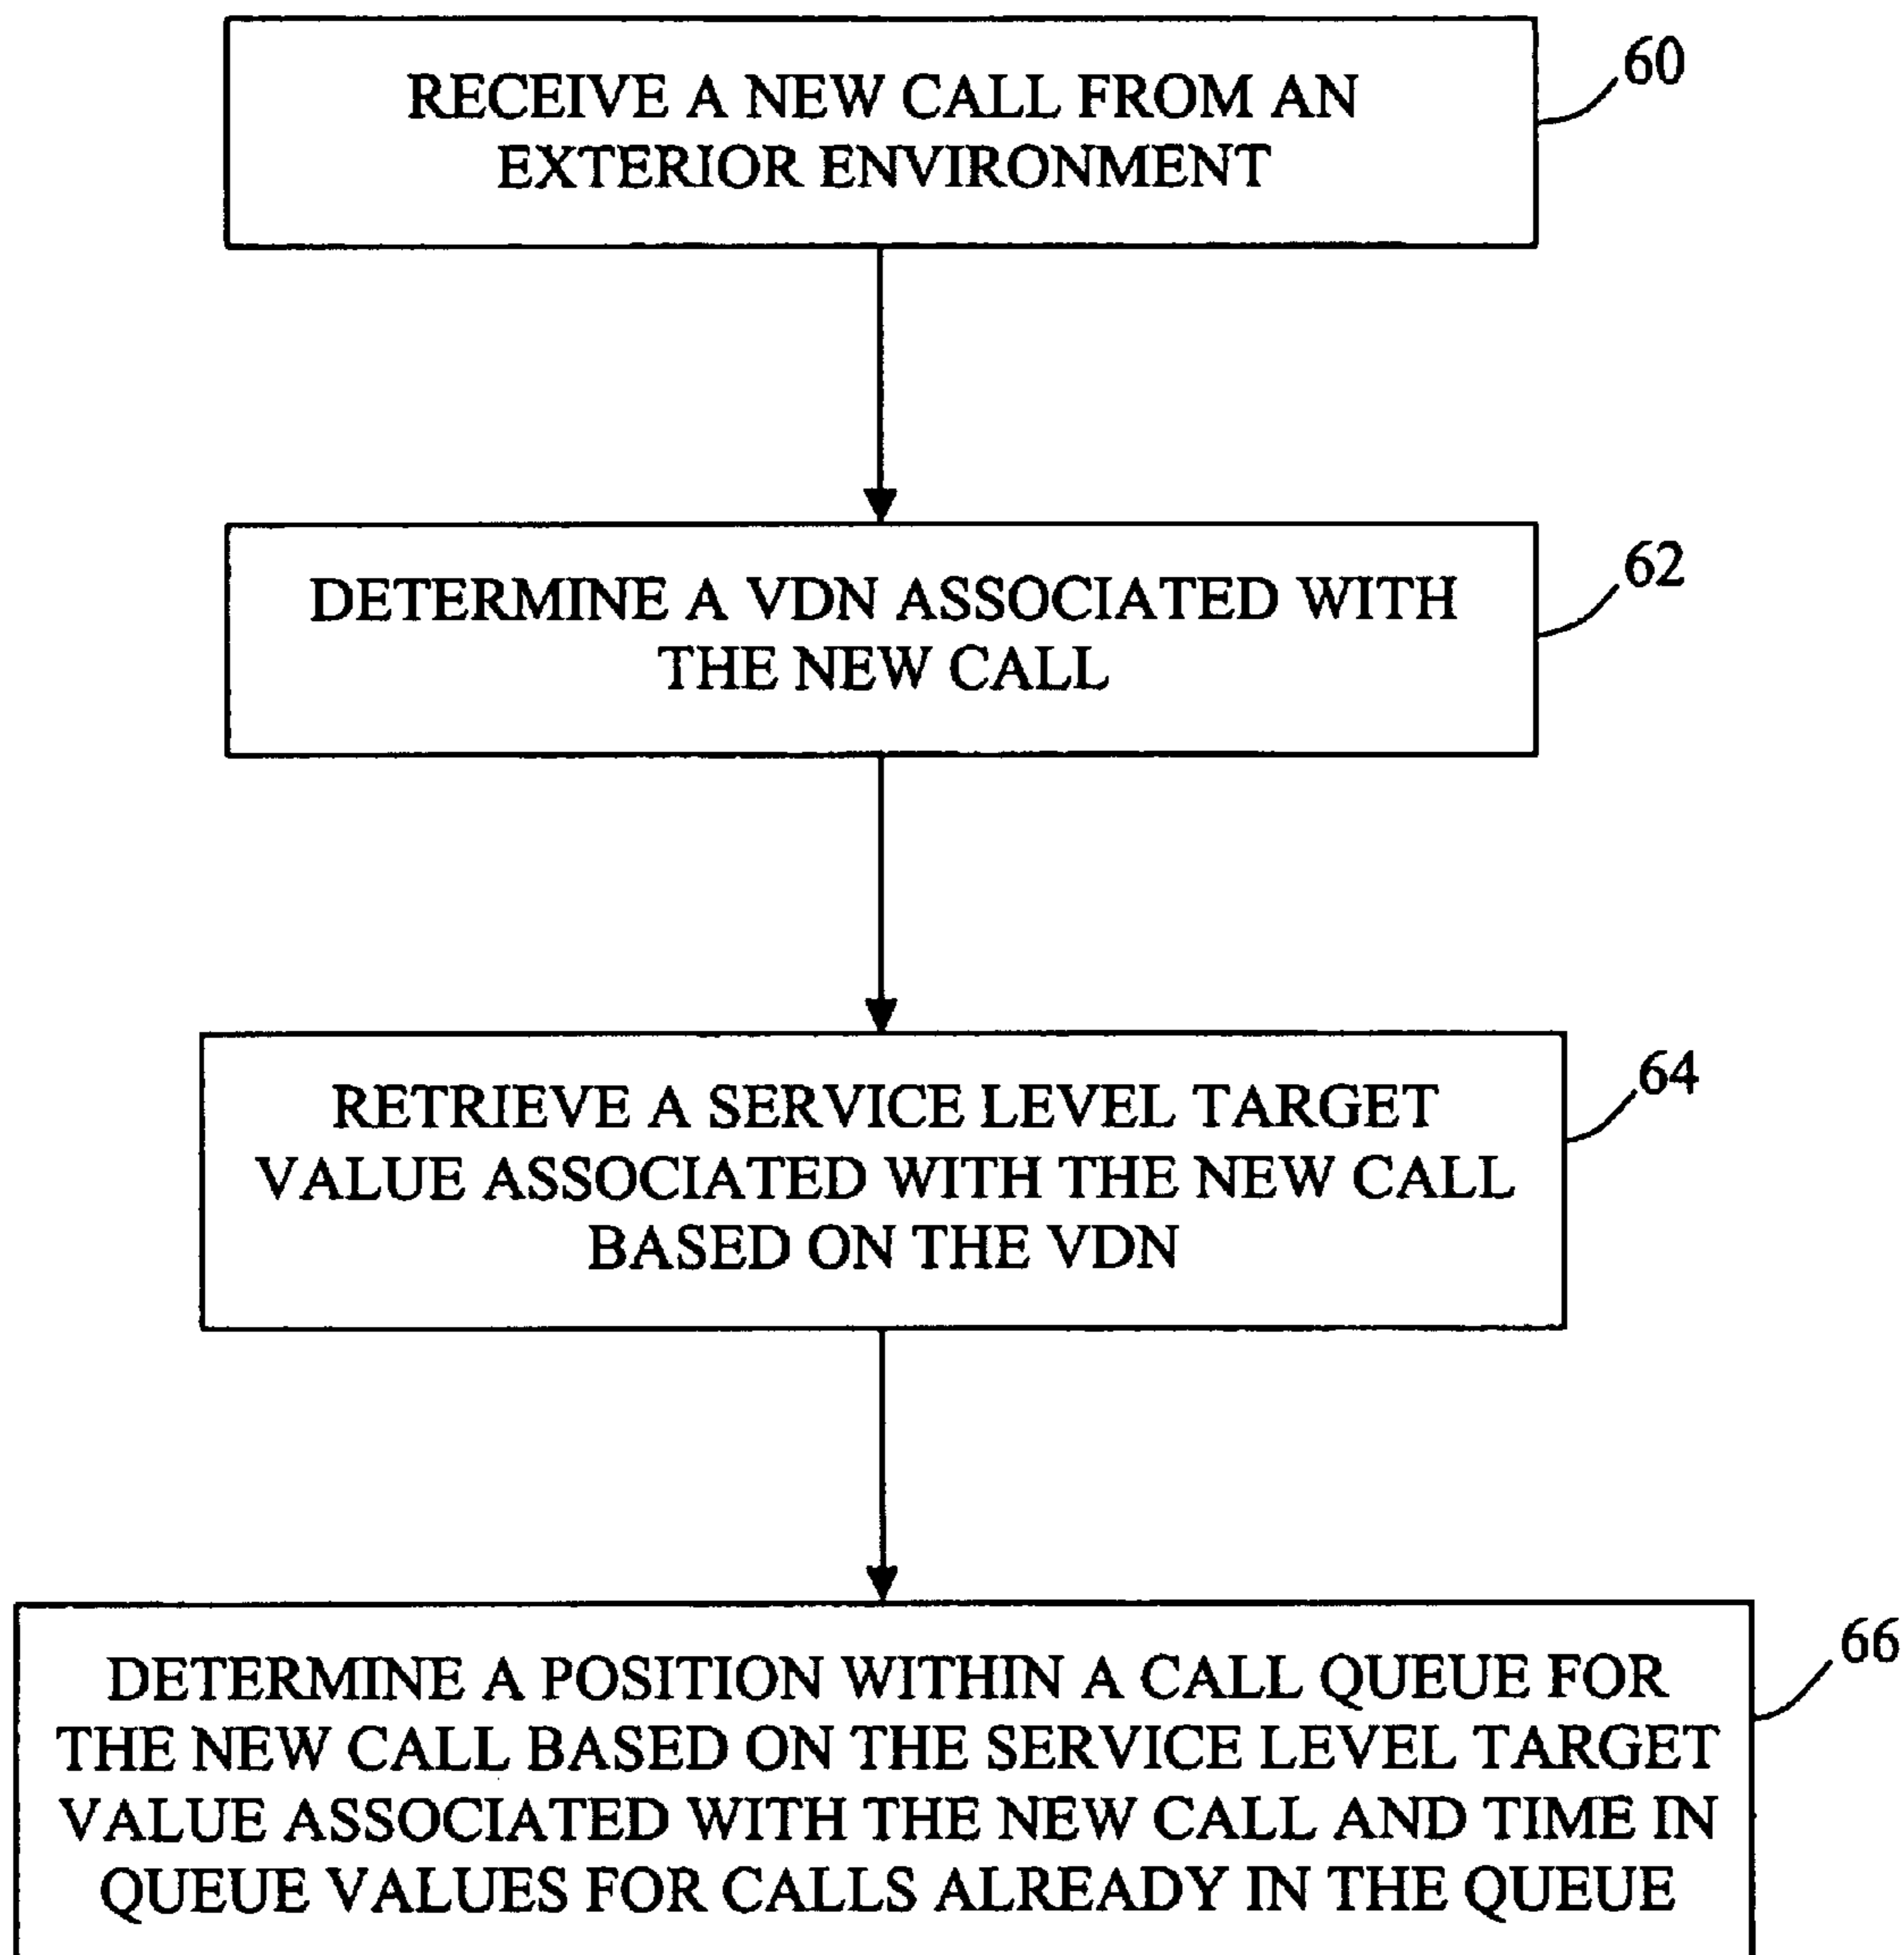 RECEIVE A NEW CALL FROM AN
EXTERIOR ENVIRONMENT
60
DETERMINE A VDN ASSOCIATED WITH
THE NEW CALL
62
RETRIEVE A SERVICE LEVEL TARGET
VALUE ASSOCIATED WITH THE NEW CALL
BASED ON THE VDN
64
DETERMINE A POSITION WITHIN A CALL QUEUE FOR
THE NEW CALL BASED ON THE SERVICE LEVEL TARGET
VALUE ASSOCIATED WITH THE NEW CALL AND TIME IN
QUEUE VALUES FOR CALLS ALREADY IN THE QUEUE
66